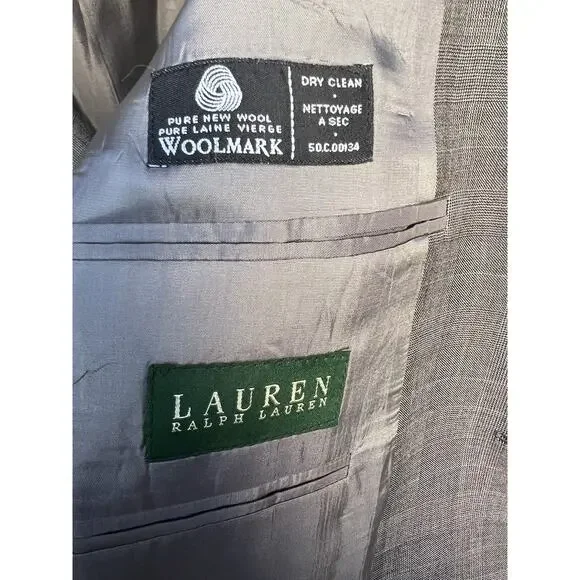 PURE NEW WOOL
PURE LAINE VIERGE
WOOLMARK
DRY CLEAN
•
NETTOYAGE
A SEC
•
50.C.00134
LAUREN
RALPH LAUREN